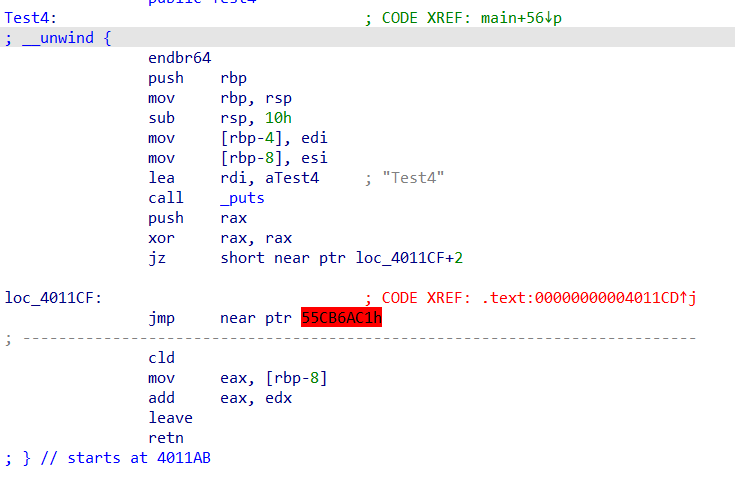 public Test4
Test4: ; CODE XREF: main+56↓p
; __unwind {
endbr64
push rbp
mov rbp, rsp
sub rsp, 10h
mov [rbp-4], edi
mov [rbp-8], esi
lea rdi, aTest4 ; "Test4"
call _puts
push rax
xor rax, rax
jz short near ptr loc_4011CF+2
loc_4011CF: ; CODE XREF: .text:00000000004011CD↑j
jmp near ptr 55CB6AC1h
; ---------------------------------------------------------------------------
cld
mov eax, [rbp-8]
add eax, edx
leave
retn
; } // starts at 4011AB